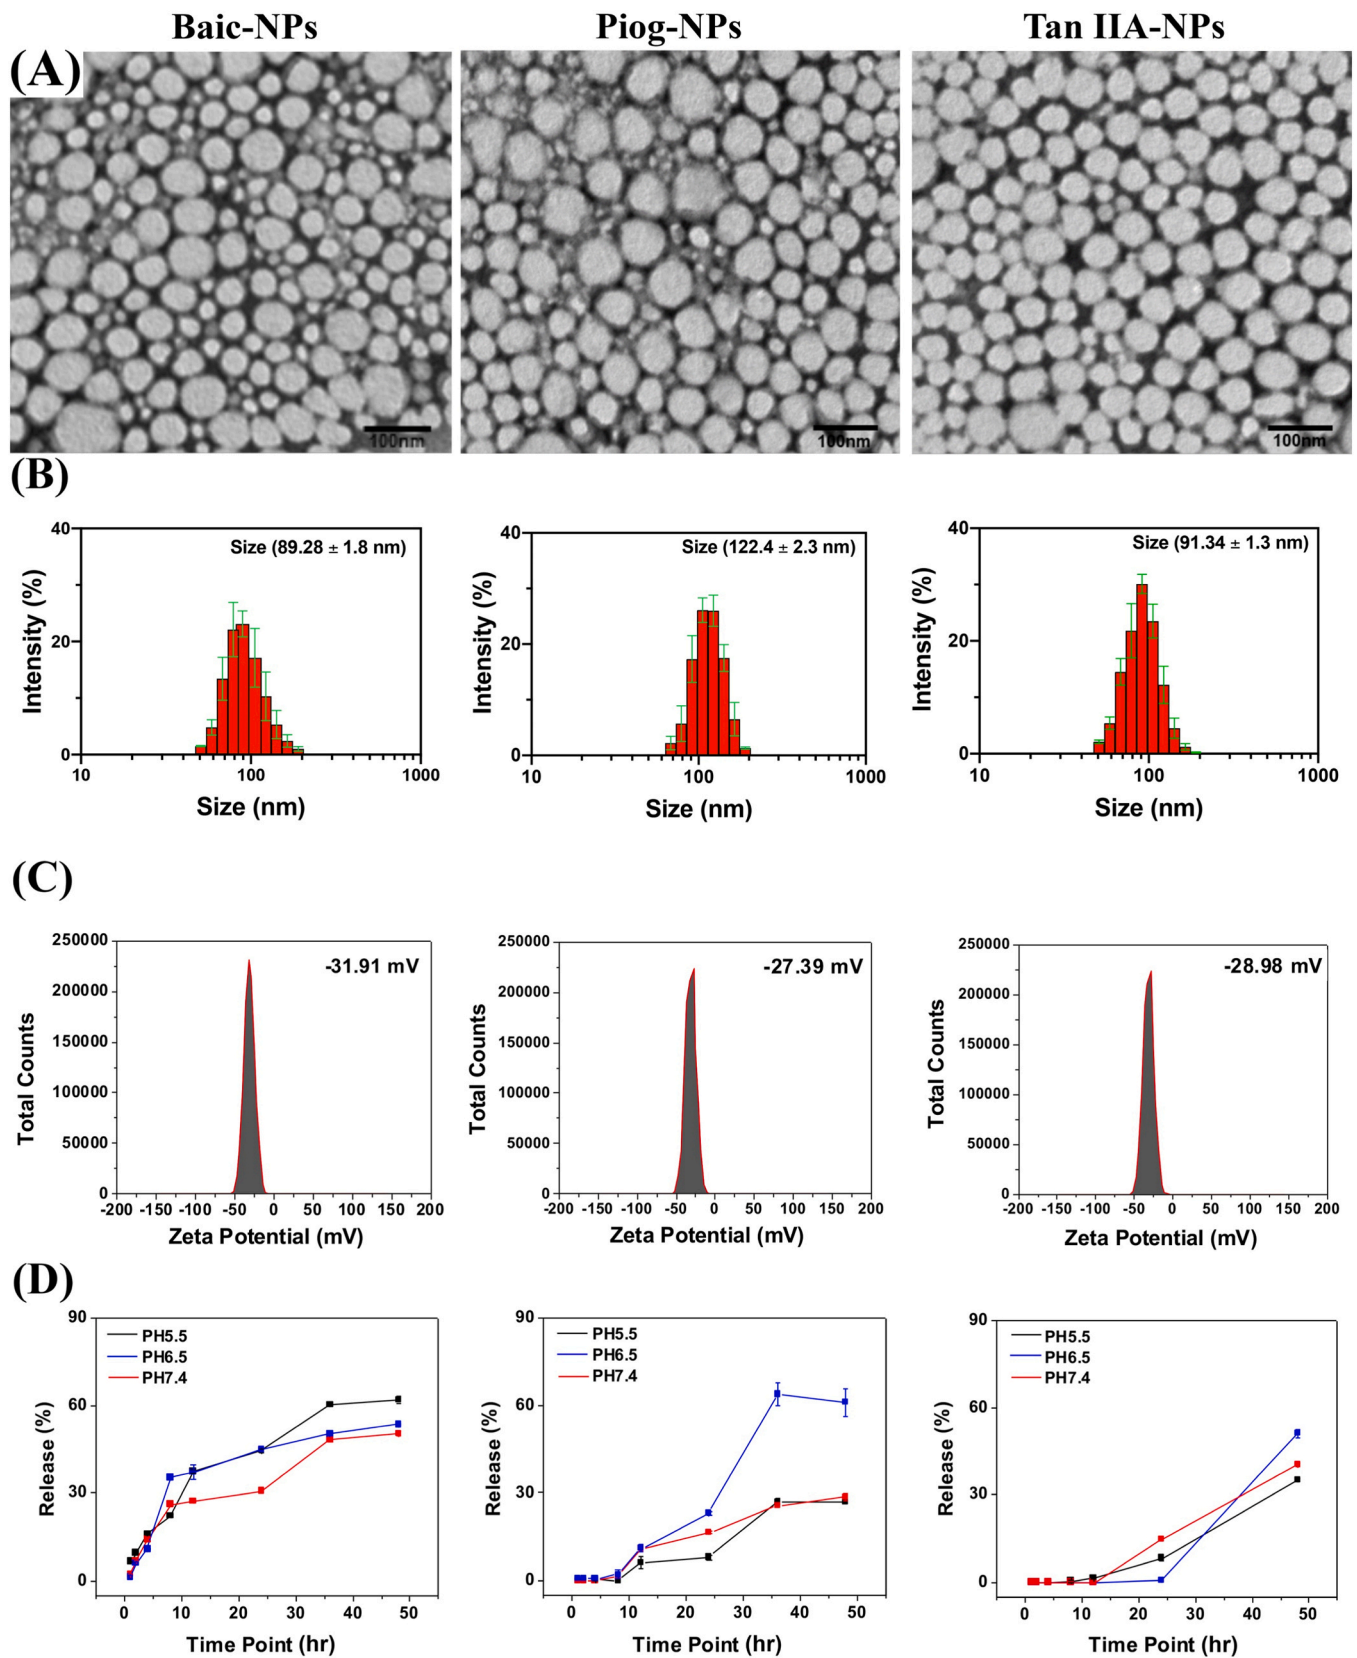 Baic-NPs Piog-NPs Tan IIA-NPs
(A)
100nm 100nm 100nm
(B)
40
20
0
Intensity (%)
Size (89.28 ± 1.8 nm)
10 100 1000
Size (nm)
40
20
0
Intensity (%)
Size (122.4 ± 2.3 nm)
10 100 1000
Size (nm)
40
20
0
Intensity (%)
Size (91.34 ± 1.3 nm)
10 100 1000
Size (nm)
(C)
250000
200000
150000
100000
50000
0
Total Counts
-31.91 mV
-200 -150 -100 -50 0 50 100 150 200
Zeta Potential (mV)
250000
200000
150000
100000
50000
0
Total Counts
-27.39 mV
-200 -150 -100 -50 0 50 100 150 200
Zeta Potential (mV)
250000
200000
150000
100000
50000
0
Total Counts
-28.98 mV
-200 -150 -100 -50 0 50 100 150 200
Zeta Potential (mV)
(D)
90
60
30
0
Release (%)
PH5.5
PH6.5
PH7.4
0 10 20 30 40 50
Time Point (hr)
90
60
30
0
Release (%)
PH5.5
PH6.5
PH7.4
0 10 20 30 40 50
Time Point (hr)
90
60
30
0
Release (%)
PH5.5
PH6.5
PH7.4
0 10 20 30 40 50
Time Point (hr)